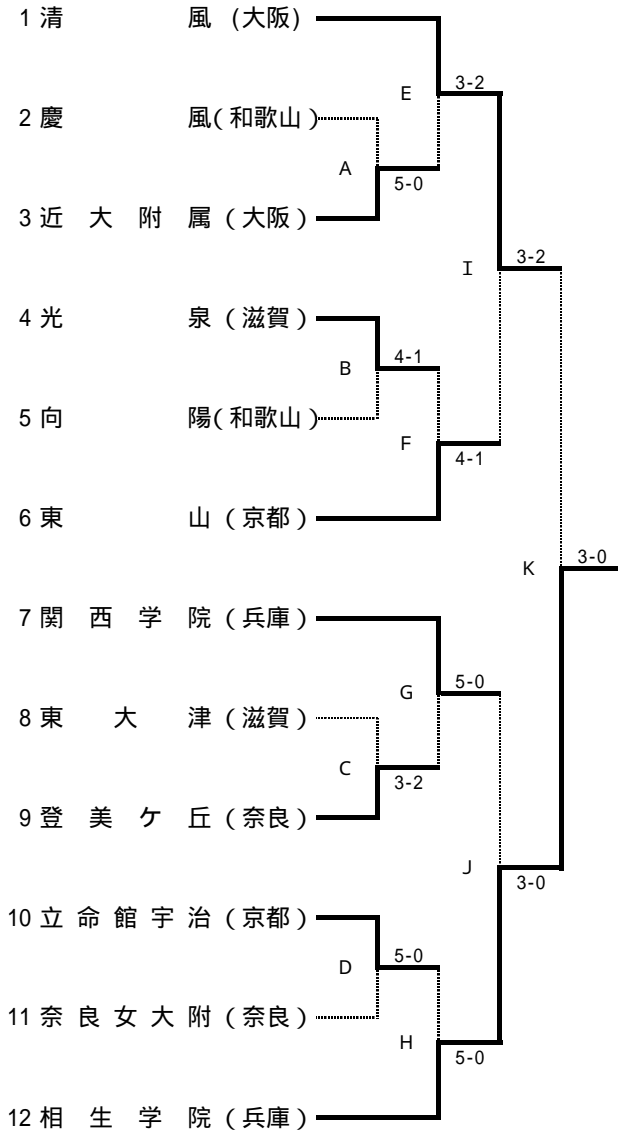 1 清 風 (大阪)
E 3-2
2 慶 風(和歌山)
A
5-0
3 近 大 附 属 (大阪)
I 3-2
4 光 泉 (滋賀)
B 4-1
5 向 陽(和歌山)
F
4-1
6 東 山 (京都)
K 3-0
7 関 西 学 院 (兵庫)
G 5-0
8 東 大 津 (滋賀)
C
3-2
9 登 美 ケ 丘 (奈良)
J
3-0
10 立 命 館 宇 治 (京都)
D 5-0
11 奈 良 女 大 附 (奈良)
H
5-0
12 相 生 学 院 (兵庫)